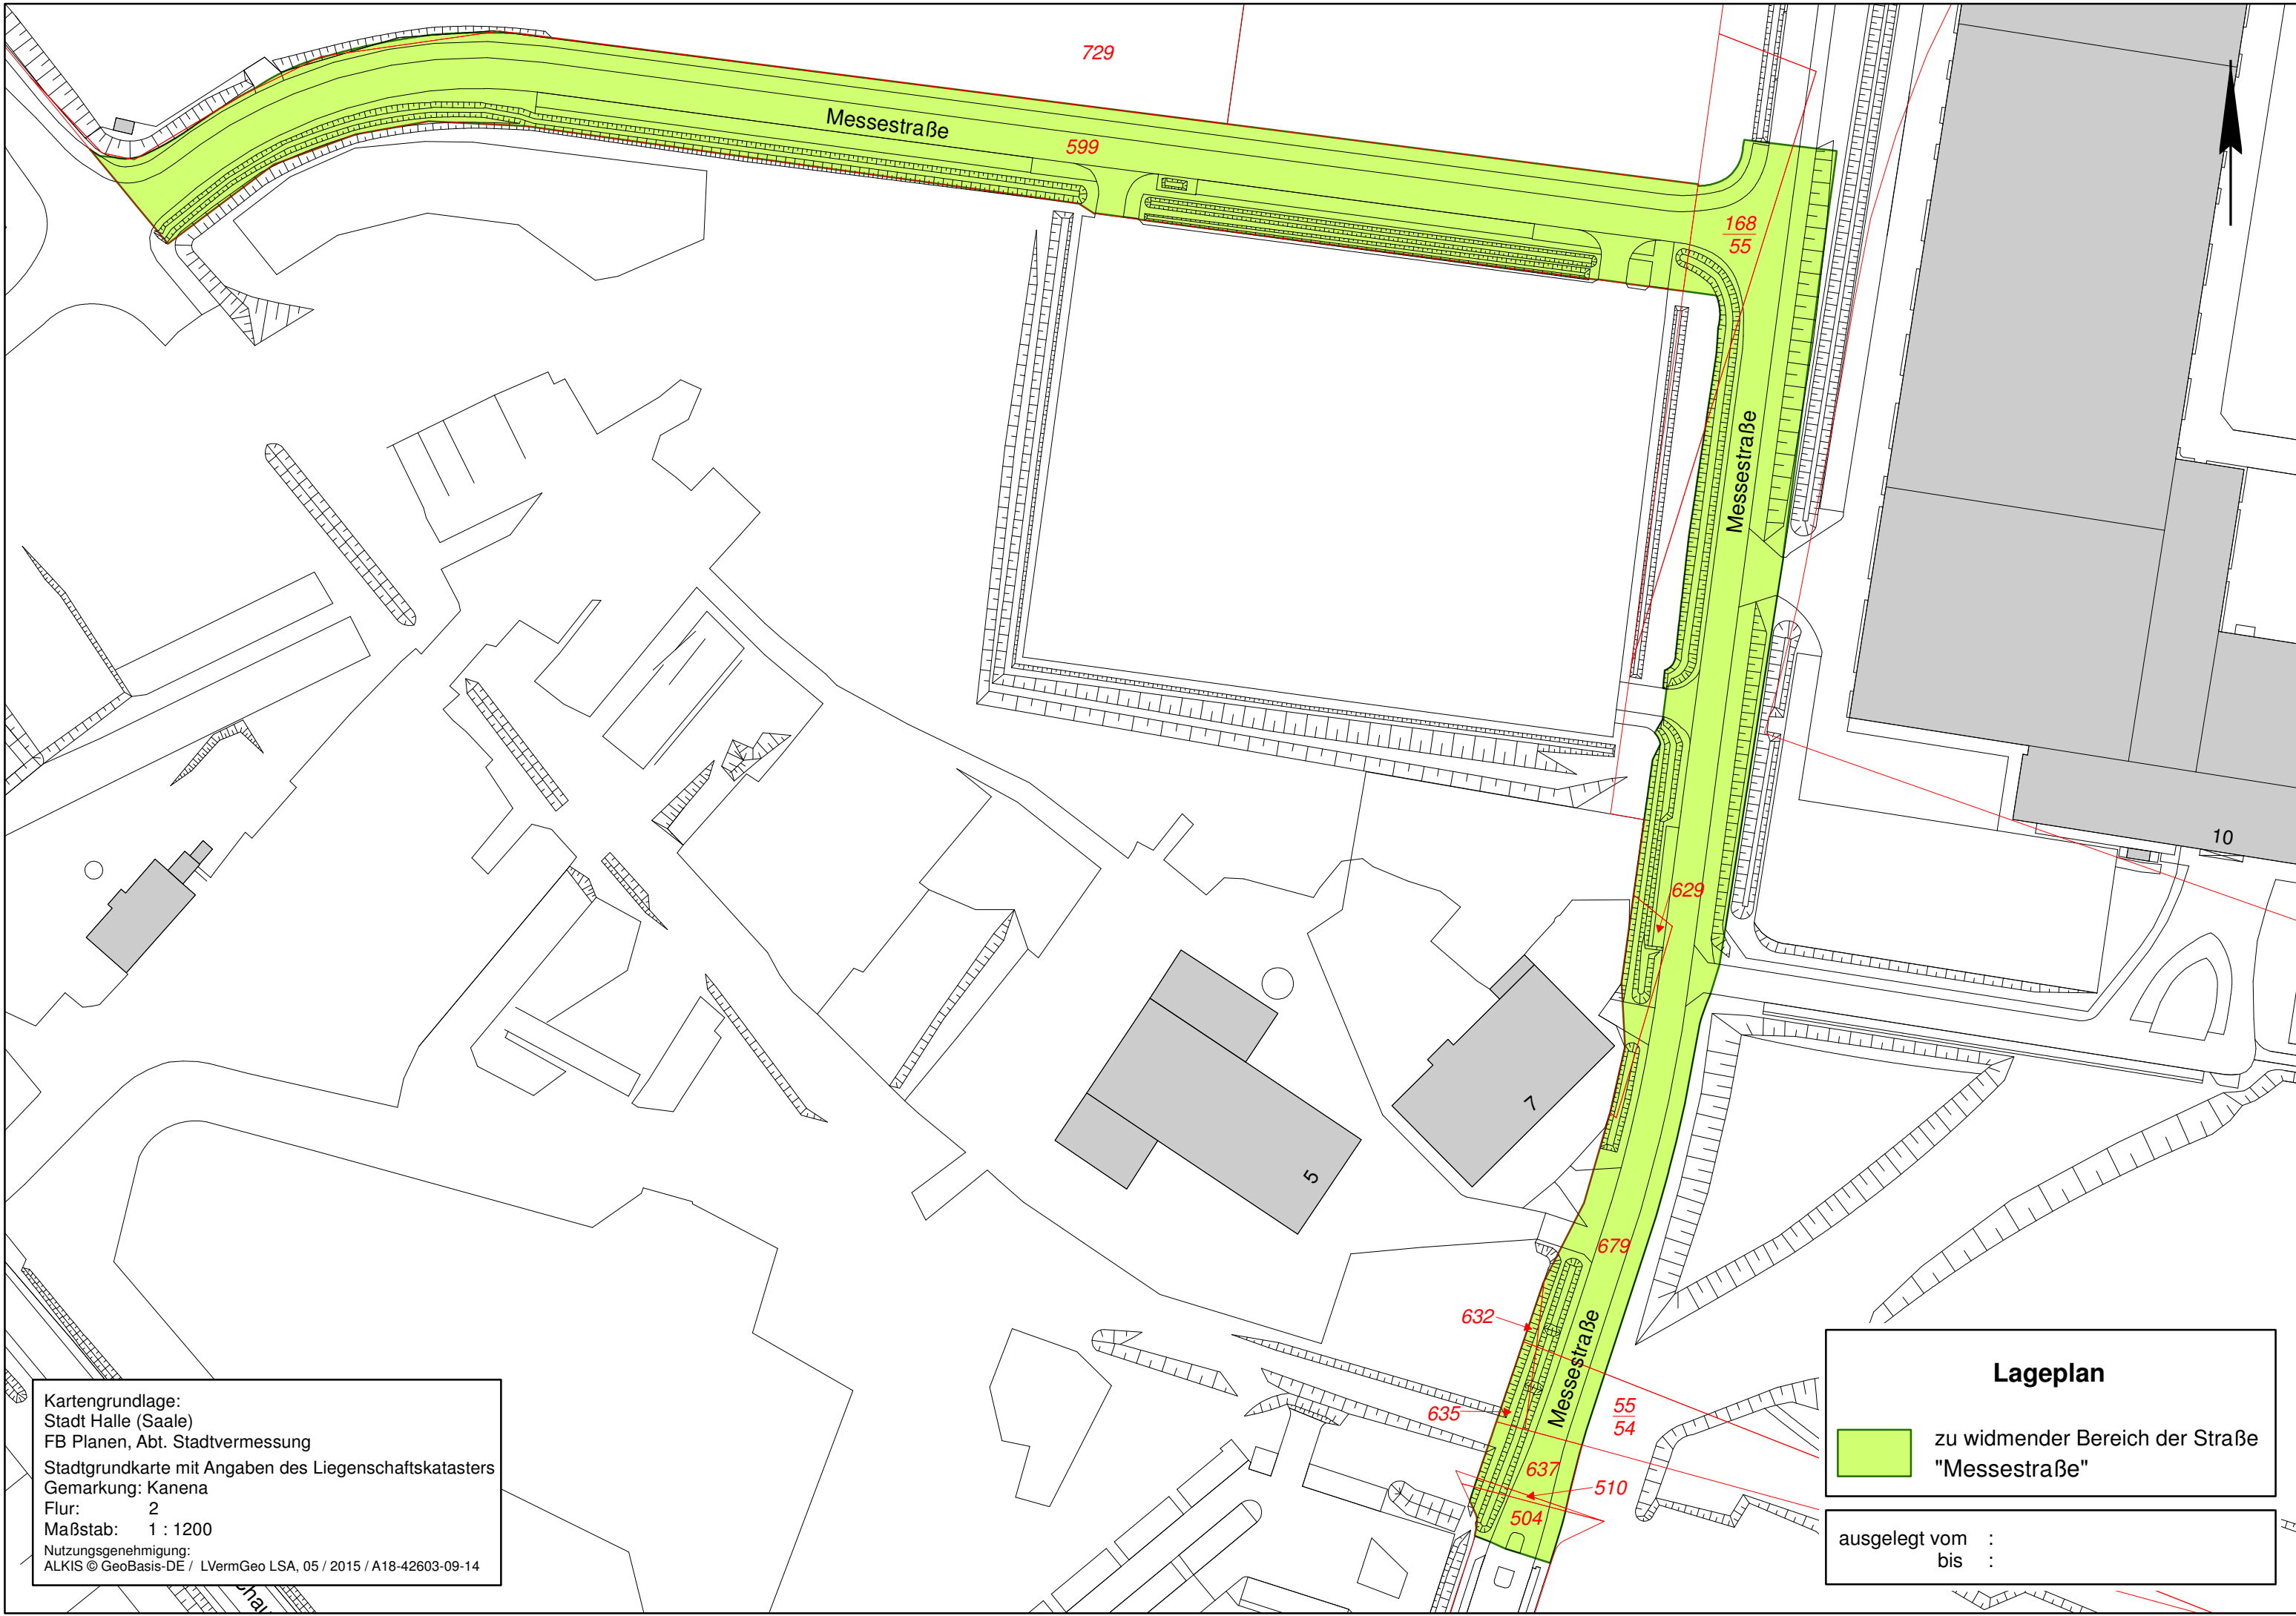 729
Messestraße
599
168
55
Messestraße
10
629
7
5
679
632
Messestraße
635
55
54
637
510
504
Kartengrundlage:
Stadt Halle (Saale)
FB Planen, Abt. Stadtvermessung
Stadtgrundkarte mit Angaben des Liegenschaftskatasters
Gemarkung: Kanena
Flur: 2
Maßstab: 1 : 1200
Nutzungsgenehmigung:
ALKIS © GeoBasis-DE / LVermGeo LSA, 05 / 2015 / A18-42603-09-14
Lageplan
zu widmender Bereich der Straße
"Messestraße"
ausgelegt vom :
bis :